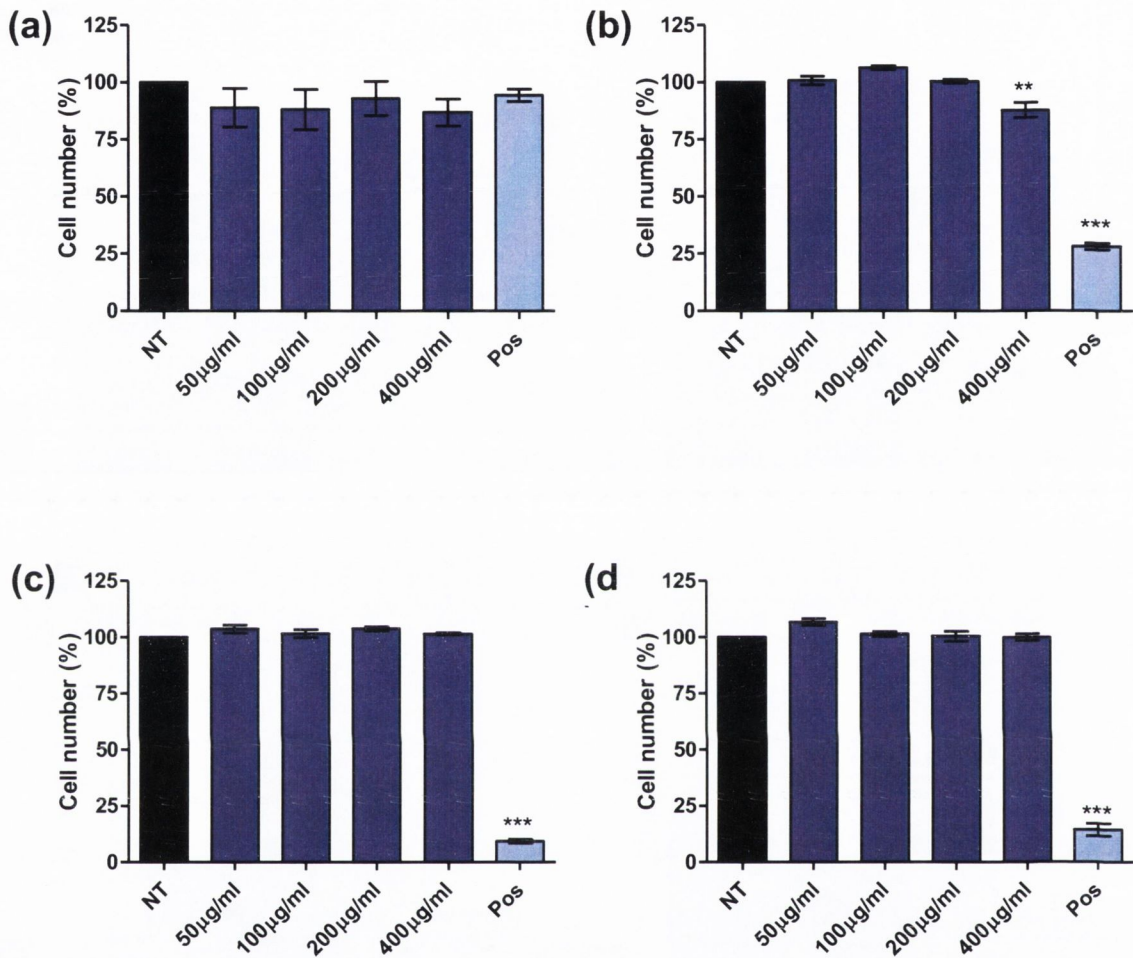 (a)
Cell number (%)
125
100
75
50
25
0
NT
50µg/ml
100µg/ml
200µg/ml
400µg/ml
Pos
(b)
Cell number (%)
125
100
75
50
25
0
**
***
NT
50µg/ml
100µg/ml
200µg/ml
400µg/ml
Pos
(c)
Cell number (%)
125
100
75
50
25
0
***
NT
50µg/ml
100µg/ml
200µg/ml
400µg/ml
Pos
(d
Cell number (%)
125
100
75
50
25
0
***
NT
50µg/ml
100µg/ml
200µg/ml
400µg/ml
Pos